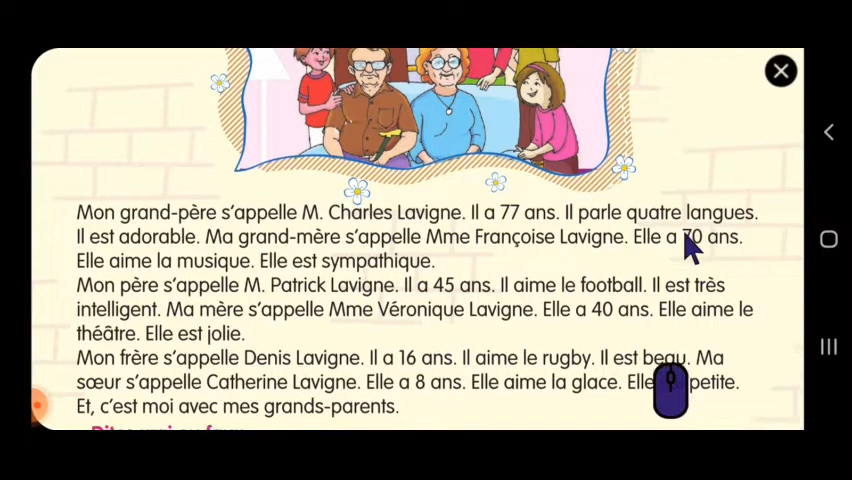 Mon grand-père s'appelle M. Charles Lavigne. Il a 77 ans. Il parle quatre langues.
Il est adorable. Ma grand-mère s'appelle Mme Françoise Lavigne. Elle a 70 ans.
Elle aime la musique. Elle est sympathique.
Mon père s'appelle M. Patrick Lavigne. Il a 45 ans. Il aime le football. Il est très
intelligent. Ma mère s'appelle Mme Véronique Lavigne. Elle a 40 ans. Elle aime le
théâtre. Elle est jolie.
Mon frère s'appelle Denis Lavigne. Il a 16 ans. Il aime le rugby. Il est beau. Ma
sœur s'appelle Catherine Lavigne. Elle a 8 ans. Elle aime la glace. Elle petite.
Et, c'est moi avec mes grands-parents.